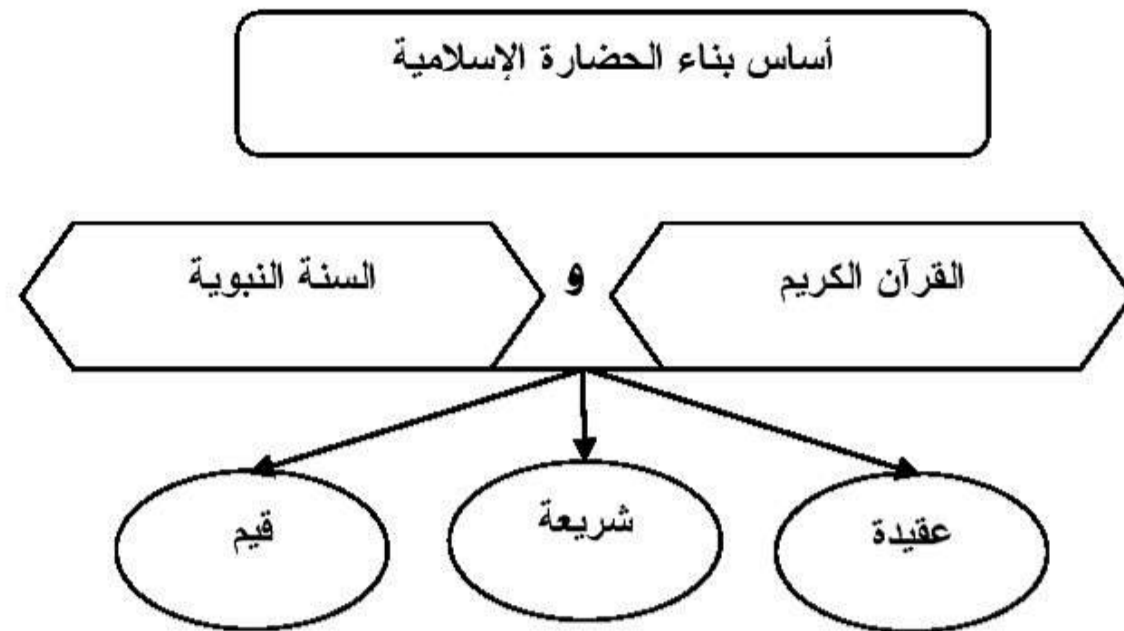 أساس بناء الحضارة الإسلامية
القرآن الكريم و السنة النبوية
عقيدة شريعة قيم